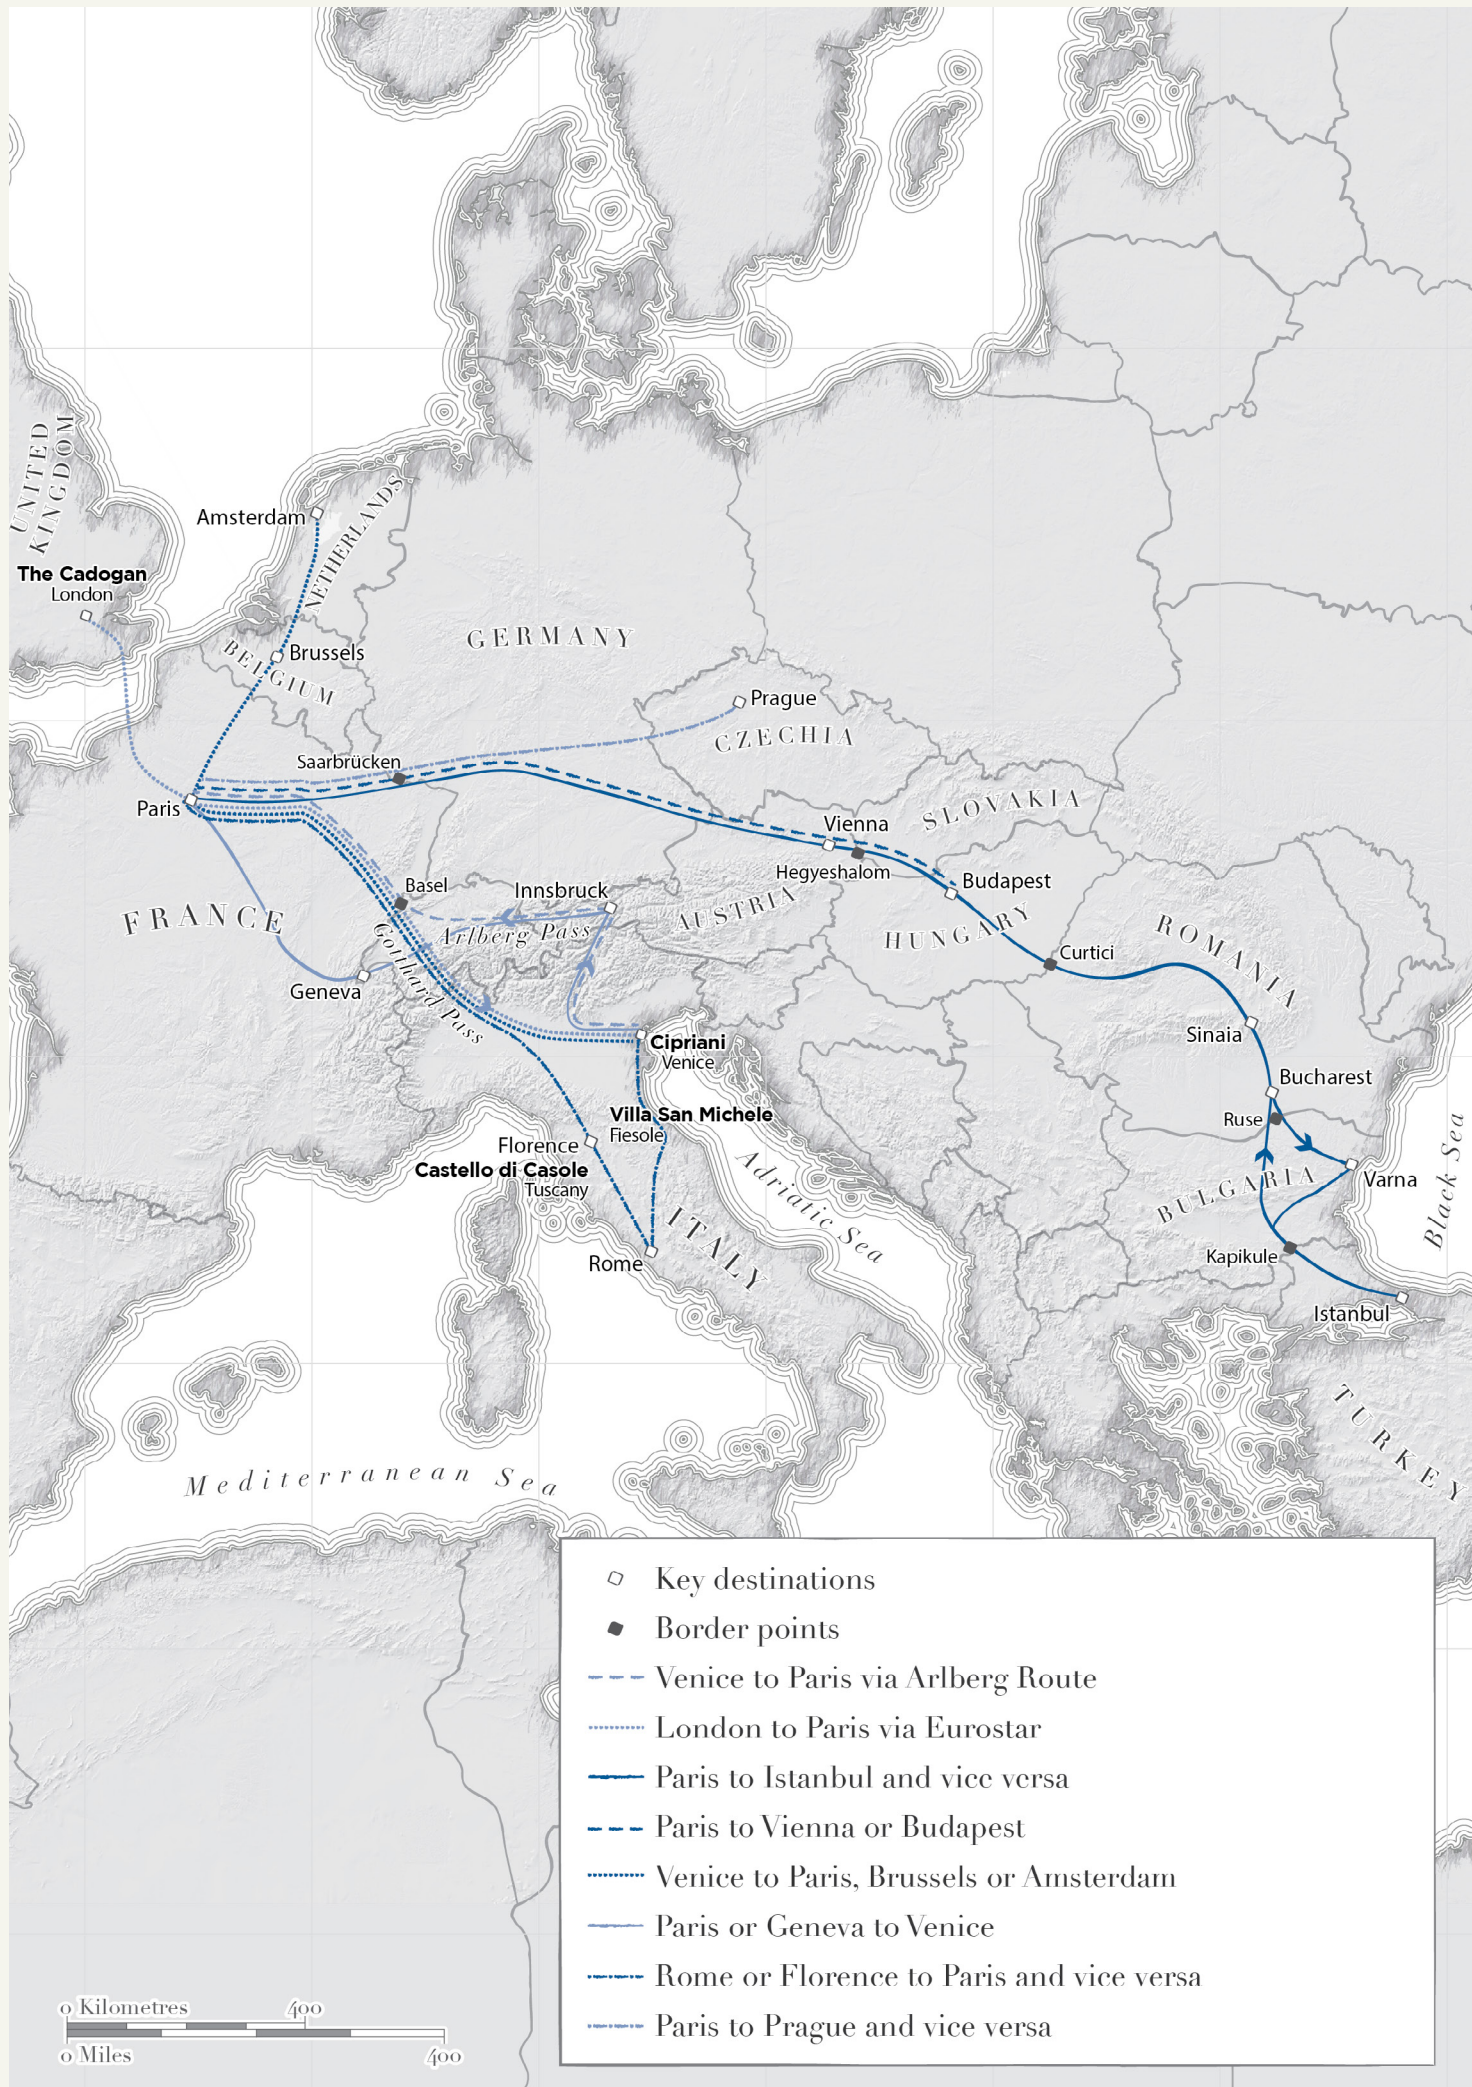 UNITED
KINGDOM
Amsterdam
NETHERLANDS
The Cadogan
London
GERMANY
BELGIUM
Brussels
Prague
CZECHIA
Saarbrücken
Paris
SLOVAKIA
Vienna
Hegyeshalom
Budapest
Basel
Innsbruck
FRANCE
AUSTRIA
Arlberg Pass
HUNGARY
ROMANIA
Curtici
Gotthard Pass
Geneva
Sinaia
Cipriani
Venice
Bucharest
Villa San Michele
Fiesole
Ruse
Florence
Castello di Casole
Tuscany
Adriatic Sea
BULGARIA
Varna
Black Sea
ITALY
Rome
Kapikule
Istanbul
TURKEY
Mediterranean Sea
Key destinations
Border points
Venice to Paris via Arlberg Route
London to Paris via Eurostar
Paris to Istanbul and vice versa
Paris to Vienna or Budapest
Venice to Paris, Brussels or Amsterdam
Paris or Geneva to Venice
Rome or Florence to Paris and vice versa
Paris to Prague and vice versa
0 Kilometres 400
0 Miles 400